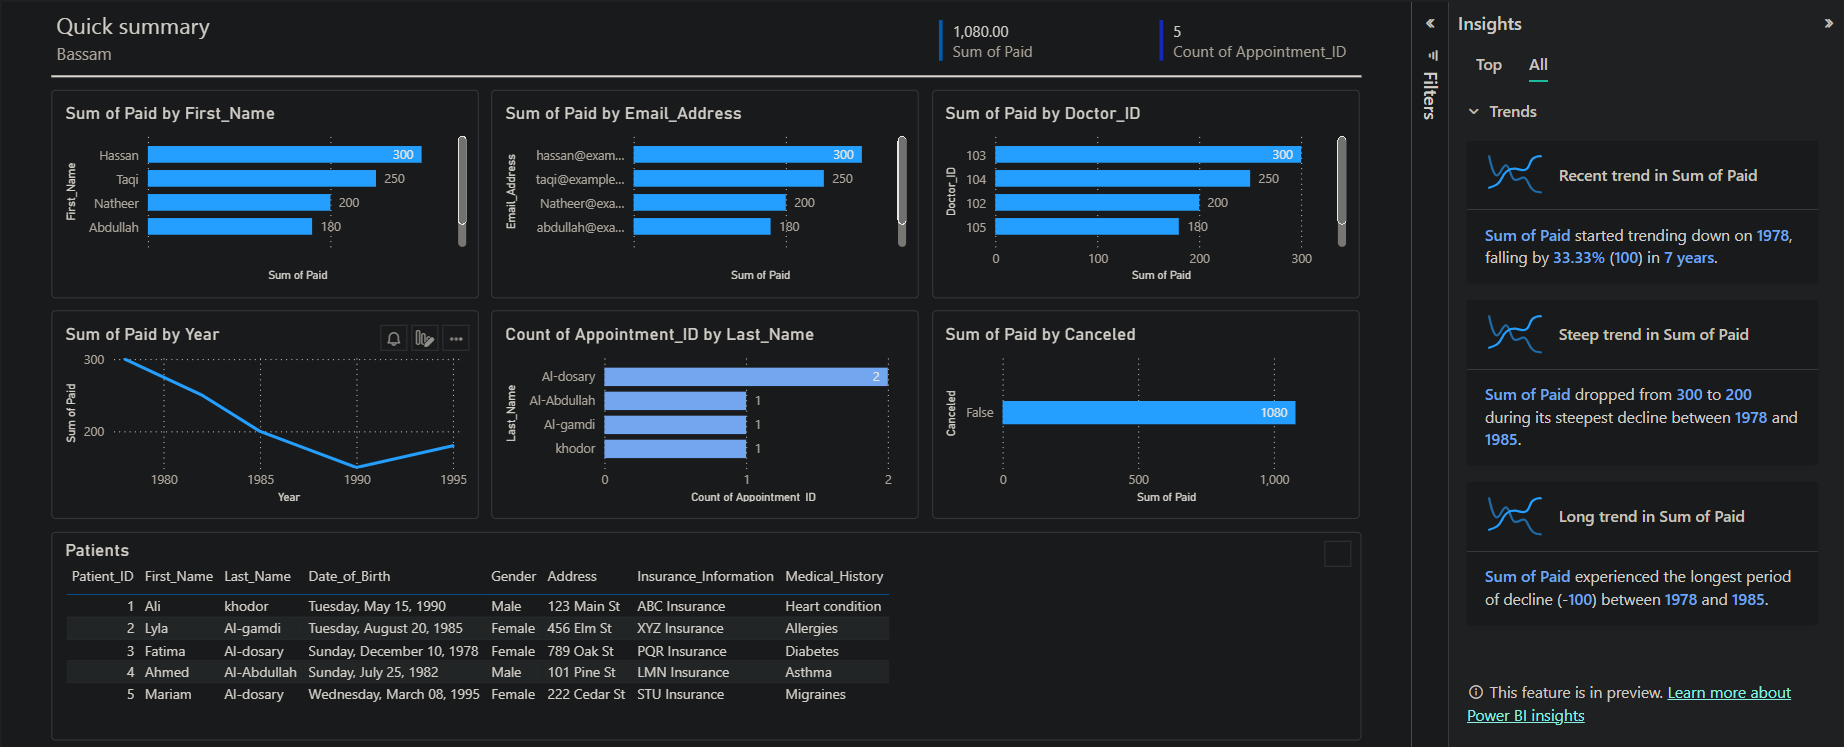 Quick summary
Bassam
1,080.00
Sum of Paid
5
Count of Appointment_ID
Sum of Paid by First_Name
First_Name
Hassan 300
Taqi 250
Natheer 200
Abdullah 180
Sum of Paid
Sum of Paid by Email_Address
Email_Address
hassan@exam... 300
taqi@example... 250
Natheer@exa... 200
abdullah@exa... 180
Sum of Paid
Sum of Paid by Doctor_ID
Doctor_ID
103 300
104 250
102 200
105 180
0 100 200 300
Sum of Paid
Sum of Paid by Year
Sum of Paid
300
200
1980 1985 1990 1995
Year
Count of Appointment_ID by Last_Name
Last_Name
Al-dosary 2
Al-Abdullah 1
Al-gamdi 1
khodor 1
0 1 2
Count of Appointment_ID
Sum of Paid by Canceled
Canceled
False 1080
0 500 1,000
Sum of Paid
Patients
Patient_ID First_Name Last_Name Date_of_Birth Gender Address Insurance_Information Medical_History
1 Ali khodor Tuesday, May 15, 1990 Male 123 Main St ABC Insurance Heart condition
2 Lyla Al-gamdi Tuesday, August 20, 1985 Female 456 Elm St XYZ Insurance Allergies
3 Fatima Al-dosary Sunday, December 10, 1978 Female 789 Oak St PQR Insurance Diabetes
4 Ahmed Al-Abdullah Sunday, July 25, 1982 Male 101 Pine St LMN Insurance Asthma
5 Mariam Al-dosary Wednesday, March 08, 1995 Female 222 Cedar St STU Insurance Migraines
Filters
Insights
Top All
Trends
Recent trend in Sum of Paid
Sum of Paid started trending down on 1978,
falling by 33.33% (100) in 7 years.
Steep trend in Sum of Paid
Sum of Paid dropped from 300 to 200
during its steepest decline between 1978 and
1985.
Long trend in Sum of Paid
Sum of Paid experienced the longest period
of decline (-100) between 1978 and 1985.
This feature is in preview. Learn more about
Power BI insights